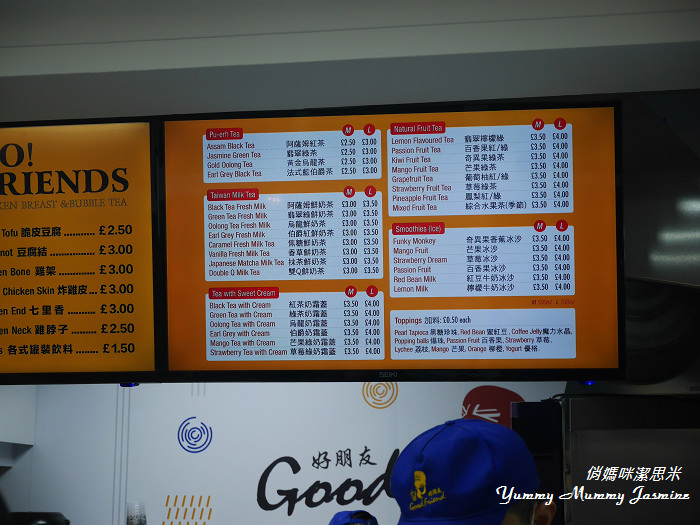 O!
RIENDS
KEN BREAST & BUBBLE TEA
Tofu 脆皮豆腐 ............ £2.50
not 豆腐結 ................ £3.00
en Bone 雞架 ............ £3.00
Chicken Skin 炸雞皮... £3.00
en End 七里香 .......... £3.00
en Neck 雞脖子 ........ £2.50
s 各式罐裝飲料 ........ £1.50
Pu-erh Tea M L
Assam Black Tea 阿薩姆紅茶 £2.50 £3.00
Jasmine Green Tea 翡翠綠茶 £2.50 £3.00
Gold Oolong Tea 黃金烏龍茶 £2.50 £3.00
Earl Grey Black Tea 法式藍伯爵茶 £2.50 £3.00
Taiwan Milk Tea M L
Black Tea Fresh Milk 阿薩姆鮮奶茶 £3.00 £3.50
Green Tea Fresh Milk 翡翠綠鮮奶茶 £3.00 £3.50
Oolong Tea Fresh Milk 烏龍鮮奶茶 £3.00 £3.50
Earl Grey Fresh Milk 伯爵紅鮮奶茶 £3.00 £3.50
Caramel Fresh Milk Tea 焦糖鮮奶茶 £3.00 £3.50
Vanilla Fresh Milk Tea 香草鮮奶茶 £3.00 £3.50
Japanese Matcha Milk Tea 抹茶鮮奶茶 £3.00 £3.50
Double Q Milk Tea 雙Q鮮奶茶 £3.00 £3.50
Tea with Sweet Cream M L
Black Tea with Cream 紅茶奶霜蓋 £3.50 £4.00
Green Tea with Cream 綠茶奶霜蓋 £3.50 £4.00
Oolong Tea with Cream 烏龍奶霜蓋 £3.50 £4.00
Earl Grey with Cream 伯爵奶霜蓋 £3.50 £4.00
Mango Tea with Cream 芒果綠奶霜蓋 £3.50 £4.00
Strawberry Tea with Cream 草莓綠奶霜蓋 £3.50 £4.00
Natural Fruit Tea M L
Lemon Flavoured Tea 翡翠檸檬綠 £3.50 £4.00
Passion Fruit Tea 百香果紅/綠 £3.50 £4.00
Kiwi Fruit Tea 奇異果綠茶 £3.50 £4.00
Mango Fruit Tea 芒果綠茶 £3.50 £4.00
Grapefruit Tea 葡萄柚紅/綠 £3.50 £4.00
Strawberry Fruit Tea 草莓綠茶 £3.50 £4.00
Pineapple Fruit Tea 鳳梨紅/綠 £3.50 £4.00
Mixed Fruit Tea 綜合水果茶(季節) £3.50 £4.00
Smoothies (ice) M L
Funky Monkey 奇異果香蕉冰沙 £3.50 £4.00
Mango Fruit 芒果冰沙 £3.50 £4.00
Strawberry Dream 草莓冰沙 £3.50 £4.00
Passion Fruit 百香果冰沙 £3.50 £4.00
Red Bean Milk 紅豆牛奶冰沙 £3.50 £4.00
Lemon Milk 檸檬牛奶冰沙 £3.50 £4.00
M 500ml L 700ml
Toppings 加料: £0.50 each
Pearl Tapioca 黑糖珍珠, Red Bean 蜜紅豆, Coffee Jelly 魔力水晶,
Popping balls 爆珠, Passion Fruit 百香果, Strawberry 草莓,
Lychee 荔枝, Mango 芒果, Orange 柳橙, Yogurt 優格.
SEIKI
好朋友
Good
Good Friend
俏媽咪潔思米
Yummy Mummy Jasmine